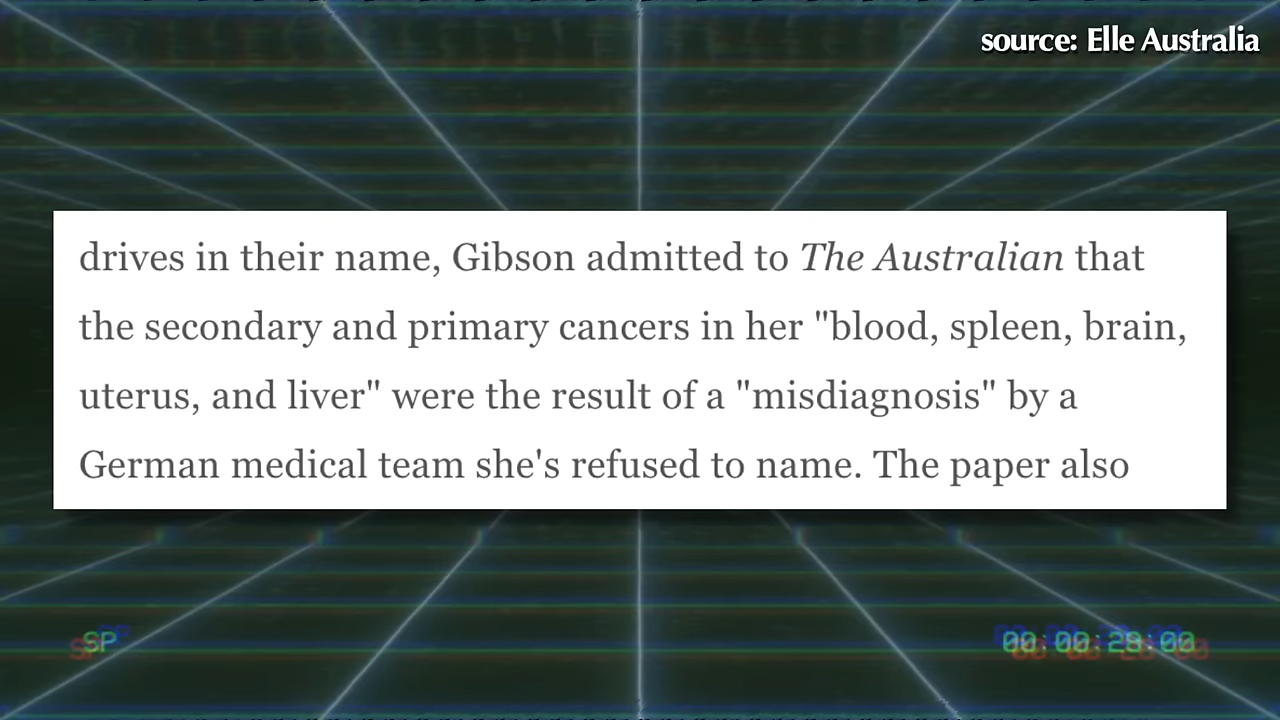 source: Elle Australia
drives in their name, Gibson admitted to The Australian that
the secondary and primary cancers in her "blood, spleen, brain,
uterus, and liver" were the result of a "misdiagnosis" by a
German medical team she's refused to name. The paper also
SP
00:00:28:00